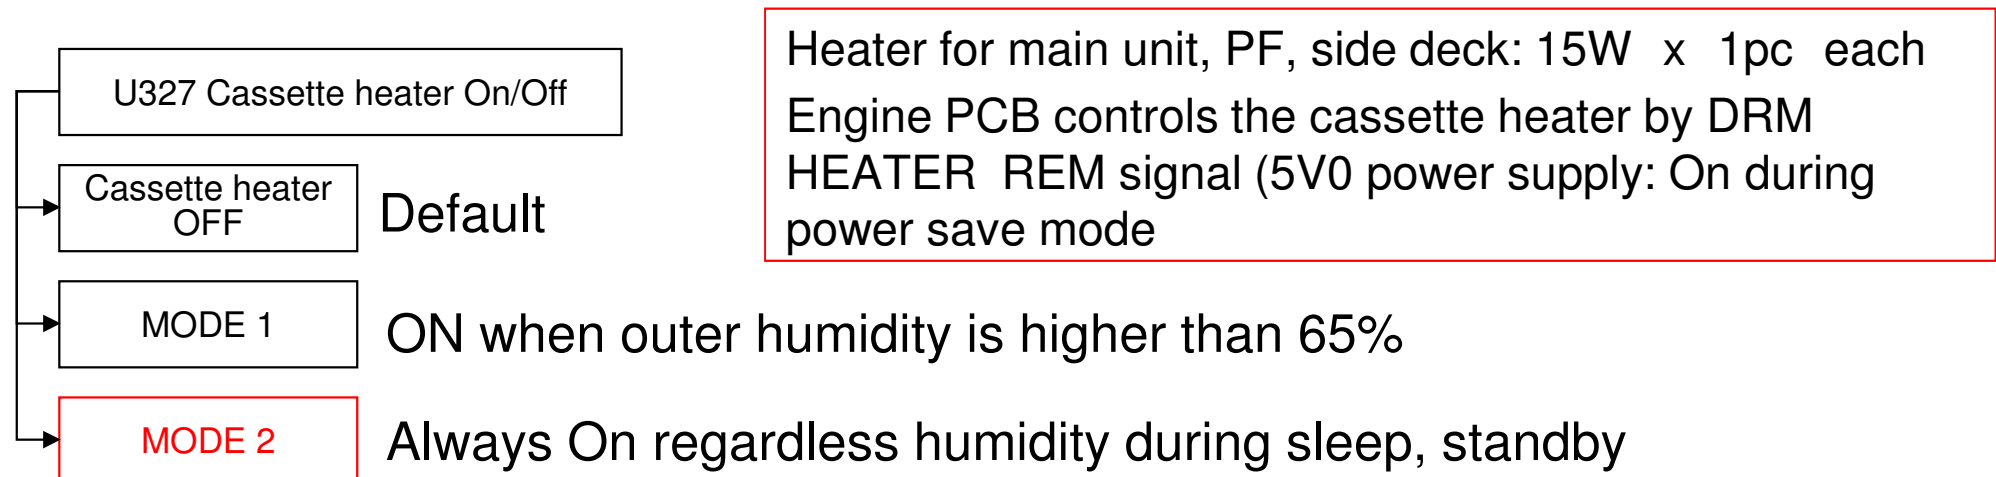 U327 Cassette heater On/Off
Cassette heater
OFF
Default
MODE 1
ON when outer humidity is higher than 65%
MODE 2
Always On regardless humidity during sleep, standby
Heater for main unit, PF, side deck: 15W x 1pc each
Engine PCB controls the cassette heater by DRM
HEATER REM signal (5V0 power supply: On during
power save mode